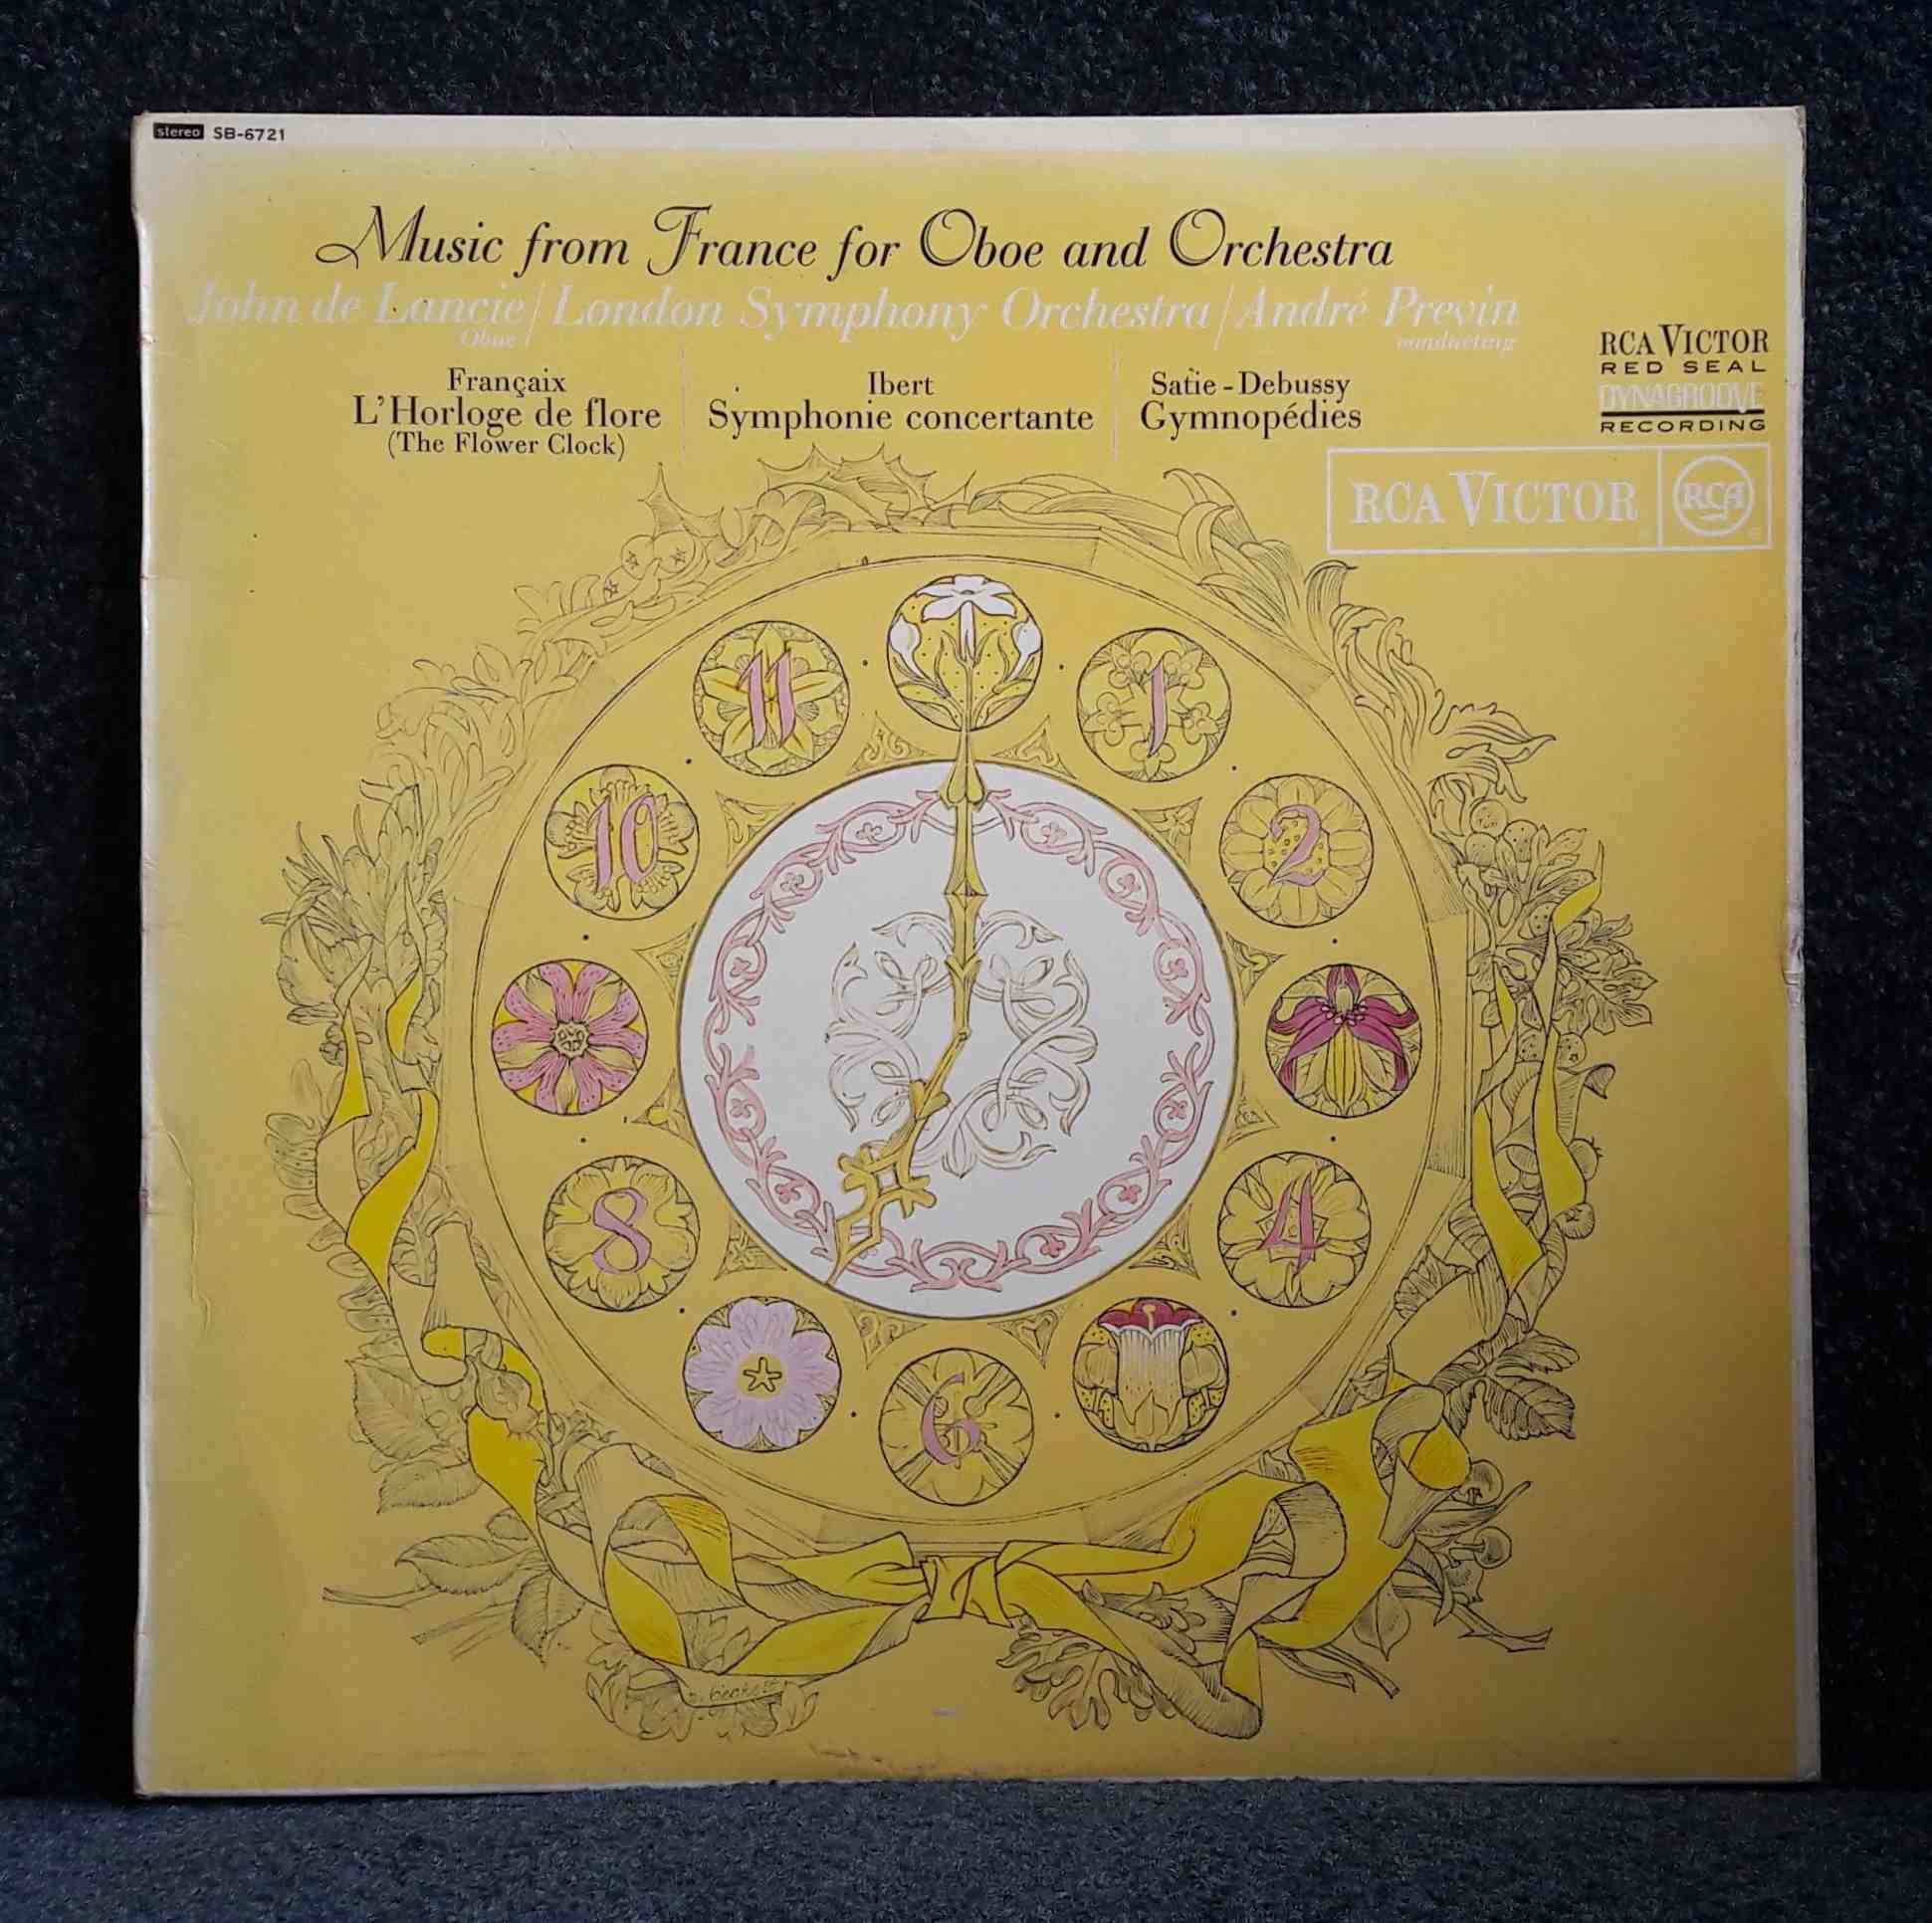 stereo SB-6721
Music from France for Oboe and Orchestra
John de Lancie/London Symphony Orchestra/André Previn
Oboe
conducting
Françaix
L'Horloge de flore
(The Flower Clock)
Ibert
Symphonie concertante
Satie-Debussy
Gymnopédies
RCA VICTOR
RED SEAL
DYNAGROOVE
RECORDING
RCA VICTOR RCA
11
1
10
2
8
4
6